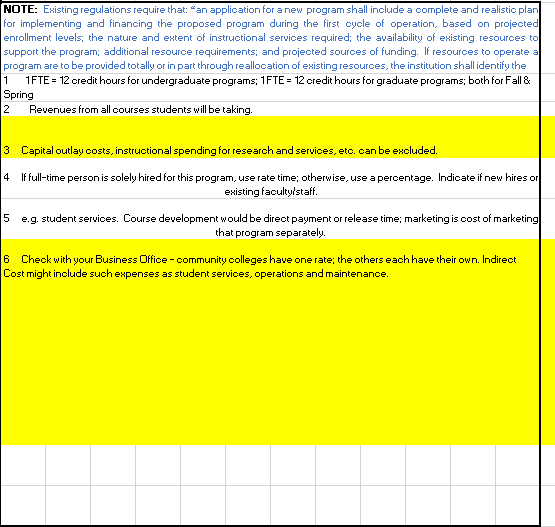 NOTE: Existing regulations require that: "an application for a new program shall include a complete and realistic plan
for implementing and financing the proposed program during the first cycle of operation, based on projected
enrollment levels; the nature and extent of instructional services required; the availability of existing resources to
support the program; additional resource requirements; and projected sources of funding. If resources to operate a
program are to be provided totally or in part through reallocation of existing resources, the institution shall identify the
1 1 FTE = 12 credit hours for undergraduate programs; 1 FTE = 12 credit hours for graduate programs; both for Fall &
Spring
2 Revenues from all courses students will be taking.
3 Capital outlay costs, instructional spending for research and services, etc. can be excluded.
4 If full-time person is solely hired for this program, use rate time; otherwise, use a percentage. Indicate if new hires or
existing faculty/staff.
5 e.g. student services. Course development would be direct payment or release time; marketing is cost of marketing
that program separately.
6 Check with your Business Office - community colleges have one rate; the others each have their own. Indirect
Cost might include such expenses as student services, operations and maintenance.